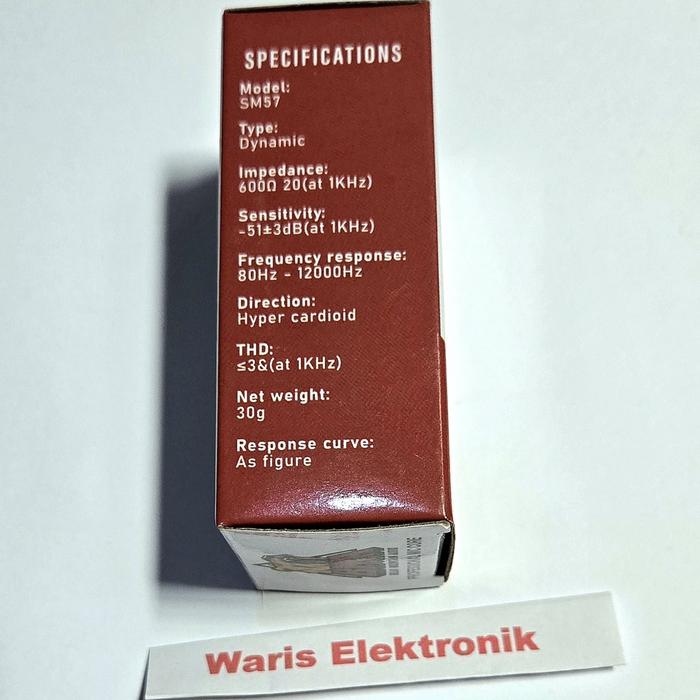 SPECIFICATIONS
Model:
SM57
Type:
Dynamic
Impedance:
600Ω 20(at 1KHz)
Sensitivity:
-51±3dB(at 1KHz)
Frequency response:
80Hz - 12000Hz
Direction:
Hyper cardioid
THD:
≤3&(at 1KHz)
Net weight:
30g
Response curve:
As figure
Waris Elektronik